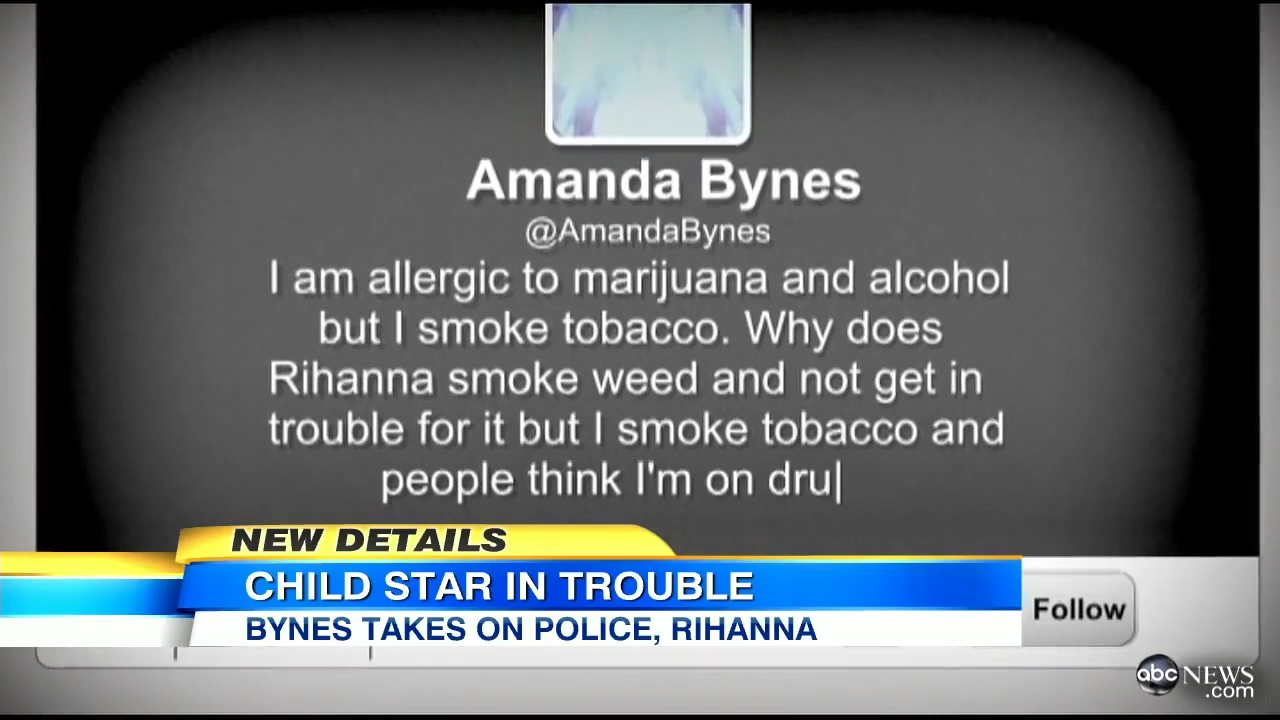 Amanda Bynes
@AmandaBynes
I am allergic to marijuana and alcohol
but I smoke tobacco. Why does
Rihanna smoke weed and not get in
trouble for it but I smoke tobacco and
people think I'm on dru|
NEW DETAILS
CHILD STAR IN TROUBLE
BYNES TAKES ON POLICE, RIHANNA
Follow
abc NEWS
.com